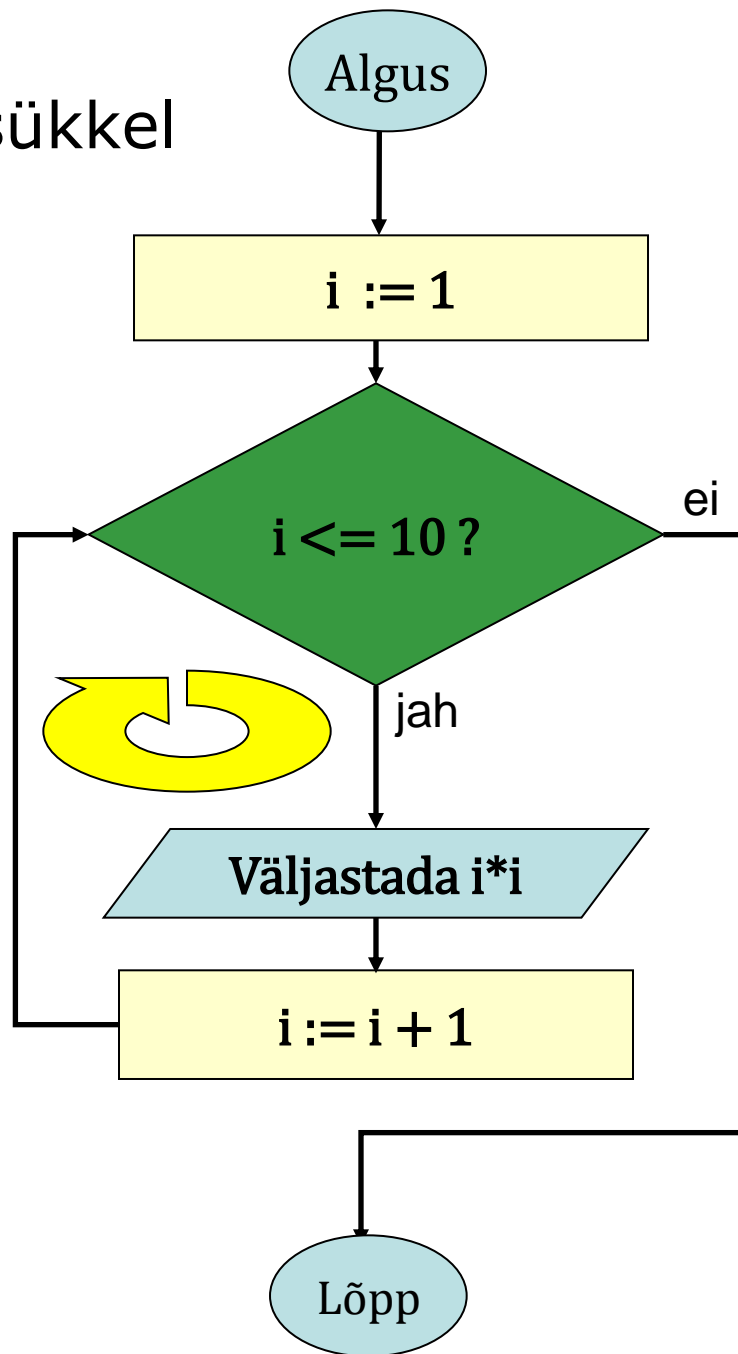 Algus
sükkel
i := 1
i <= 10 ?
ei
jah
Väljastada i*i
i := i + 1
Lõpp